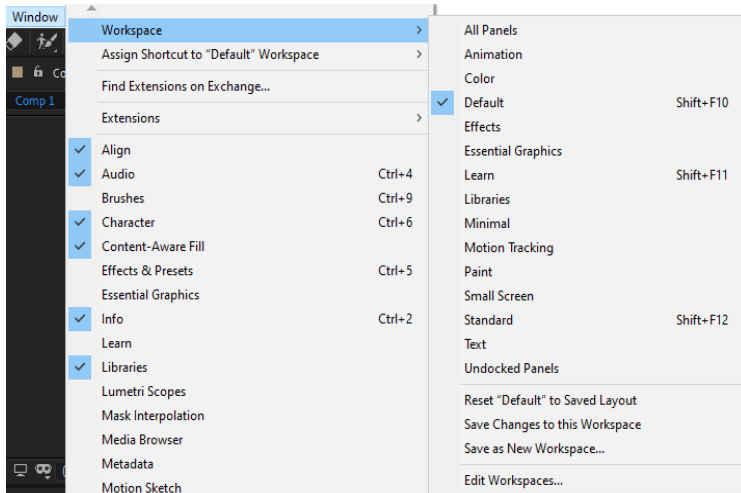 Window
Co
Comp 1
Workspace
Assign Shortcut to "Default" Workspace
Find Extensions on Exchange...
Extensions
Align
Audio Ctrl+4
Brushes Ctrl+9
Character Ctrl+6
Content-Aware Fill
Effects & Presets Ctrl+5
Essential Graphics
Info Ctrl+2
Learn
Libraries
Lumetri Scopes
Mask Interpolation
Media Browser
Metadata
Motion Sketch
All Panels
Animation
Color
Default Shift+F10
Effects
Essential Graphics
Learn Shift+F11
Libraries
Minimal
Motion Tracking
Paint
Small Screen
Standard Shift+F12
Text
Undocked Panels
Reset "Default" to Saved Layout
Save Changes to this Workspace
Save as New Workspace...
Edit Workspaces...